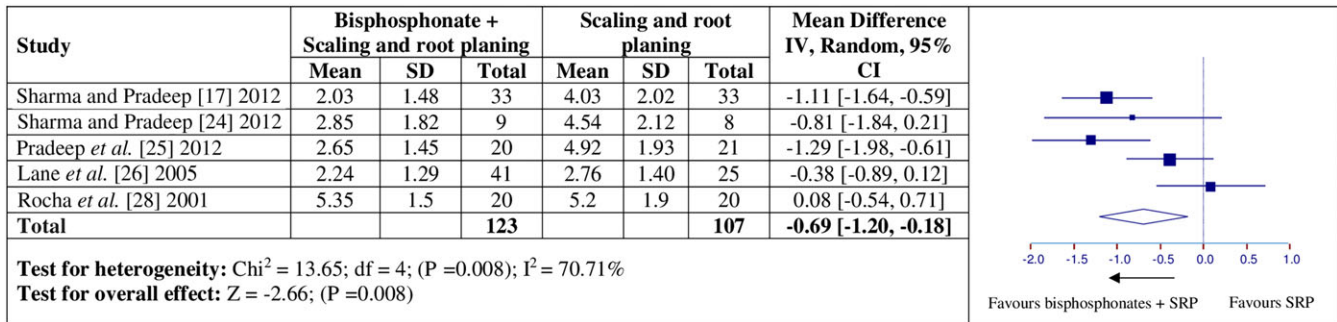 Study Bisphosphonate + Scaling and root planing Scaling and root planing Mean Difference IV, Random, 95% CI
Mean SD Total Mean SD Total
Sharma and Pradeep [17] 2012 2.03 1.48 33 4.03 2.02 33 -1.11 [-1.64, -0.59]
Sharma and Pradeep [24] 2012 2.85 1.82 9 4.54 2.12 8 -0.81 [-1.84, 0.21]
Pradeep et al. [25] 2012 2.65 1.45 20 4.92 1.93 21 -1.29 [-1.98, -0.61]
Lane et al. [26] 2005 2.24 1.29 41 2.76 1.40 25 -0.38 [-0.89, 0.12]
Rocha et al. [28] 2001 5.35 1.5 20 5.2 1.9 20 0.08 [-0.54, 0.71]
Total 123 107 -0.69 [-1.20, -0.18]
Test for heterogeneity: Chi² = 13.65; df = 4; (P =0.008); I² = 70.71%
Test for overall effect: Z = -2.66; (P =0.008)
-2.0 -1.5 -1.0 -0.5 0.0 0.5 1.0
Favours bisphosphonates + SRP Favours SRP